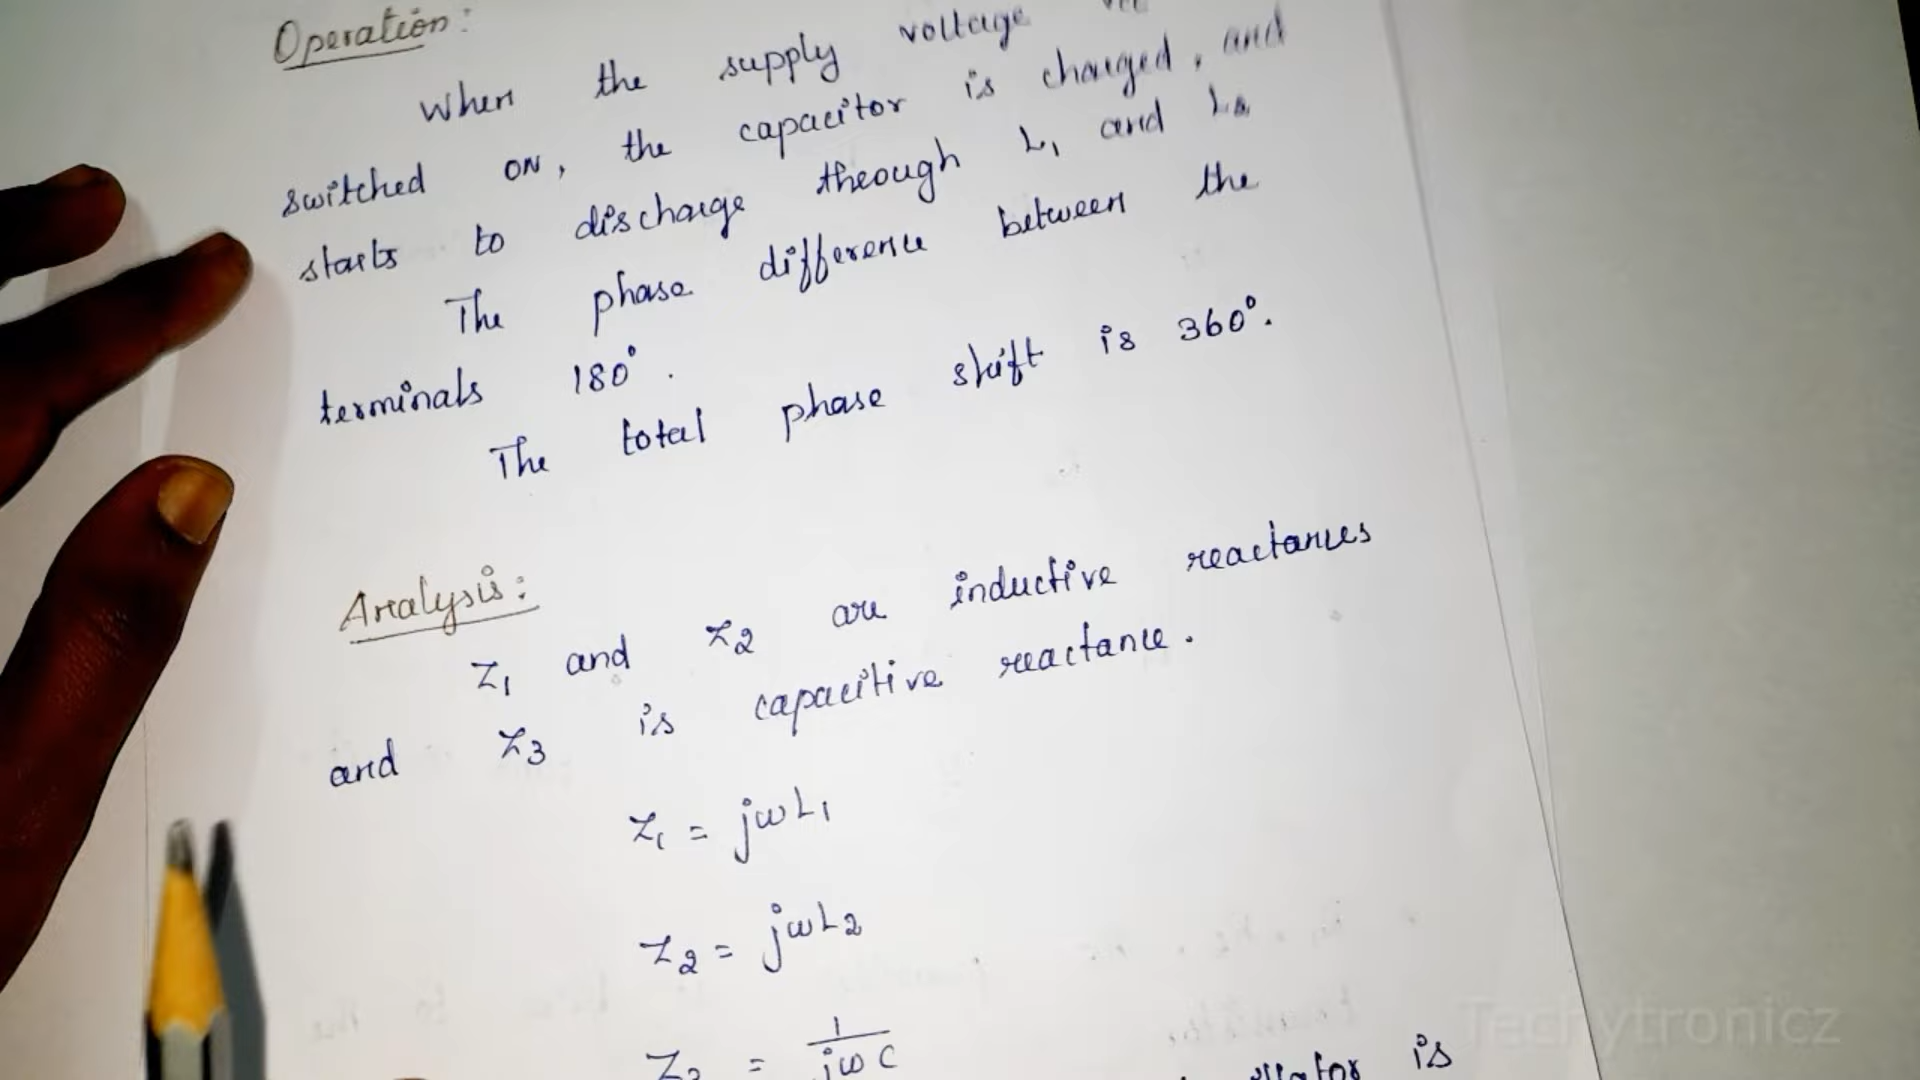 Operation:
When the supply voltage
switched ON, the capacitor is charged, and
starts to discharge through L1 and L2
The phase difference between the
terminals 180°.
The total phase shift is 360°.
Analysis:
Z1 and Z2 are inductive reactances
and Z3 is capacitive reactance.
Z1 = jωL1
Z2 = jωL2
Z3 = 1/jωC
is
Techytronicz